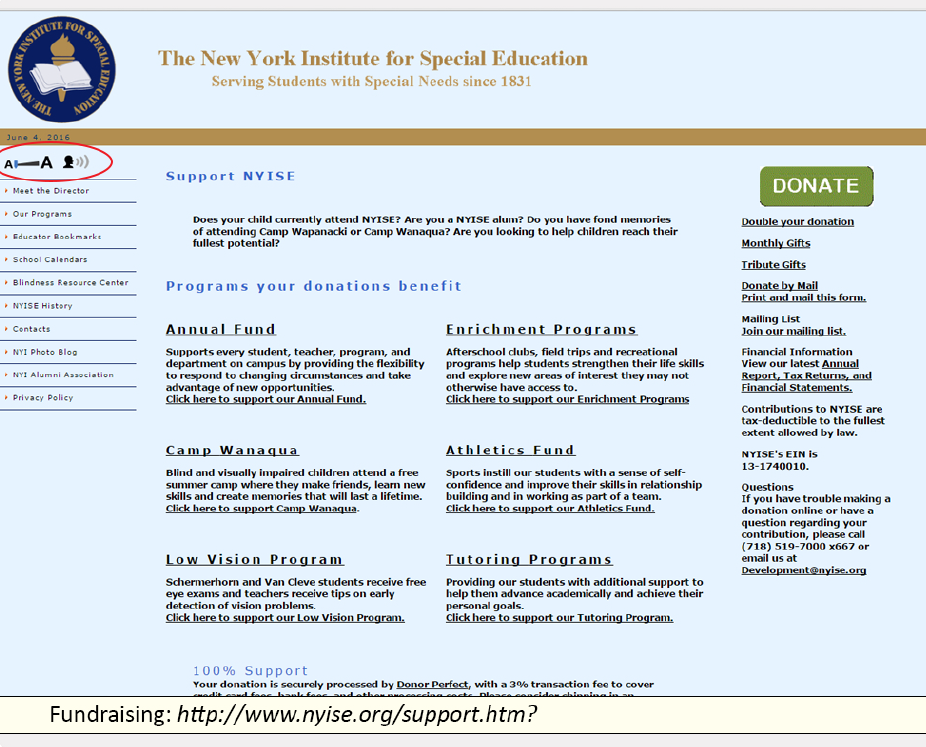 THE NEW YORK INSTITUTE FOR SPECIAL EDUCATION
The New York Institute for Special Education
Serving Students with Special Needs since 1831
June 4, 2016
A A
Meet the Director
Our Programs
Educator Bookmarks
School Calendars
Blindness Resource Center
NYISE History
Contacts
NYI Photo Blog
NYI Alumni Association
Privacy Policy
Support NYISE
Does your child currently attend NYISE? Are you a NYISE alum? Do you have fond memories
of attending Camp Wapanacki or Camp Wanaqua? Are you looking to help children reach their
fullest potential?
Programs your donations benefit
Annual Fund
Supports every student, teacher, program, and
department on campus by providing the flexibility
to respond to changing circumstances and take
advantage of new opportunities.
Click here to support our Annual Fund.
Enrichment Programs
Afterschool clubs, field trips and recreational
programs help students strengthen their life skills
and explore new areas of interest they may not
otherwise have access to.
Click here to support our Enrichment Programs
Camp Wanaqua
Blind and visually impaired children attend a free
summer camp where they make friends, learn new
skills and create memories that will last a lifetime.
Click here to support Camp Wanaqua.
Athletics Fund
Sports instill our students with a sense of self-
confidence and improve their skills in relationship
building and in working as part of a team.
Click here to support our Athletics Fund.
Low Vision Program
Schermerhorn and Van Cleve students receive free
eye exams and teachers receive tips on early
detection of vision problems.
Click here to support our Low Vision Program.
Tutoring Programs
Providing our students with additional support to
help them advance academically and achieve their
personal goals.
Click here to support our Tutoring Program.
100% Support
Your donation is securely processed by Donor Perfect, with a 3% transaction fee to cover
credit card fees, bank fees, and other processing costs. Please consider chipping in an
DONATE
Double your donation
Monthly Gifts
Tribute Gifts
Donate by Mail
Print and mail this form.
Mailing List
Join our mailing list.
Financial Information
View our latest Annual
Report, Tax Returns, and
Financial Statements.
Contributions to NYISE are
tax-deductible to the fullest
extent allowed by law.
NYISE's EIN is
13-1740010.
Questions
If you have trouble making a
donation online or have a
question regarding your
contribution, please call
(718) 519-7000 x667 or
email us at
Development@nyise.org
Fundraising: http://www.nyise.org/support.htm?